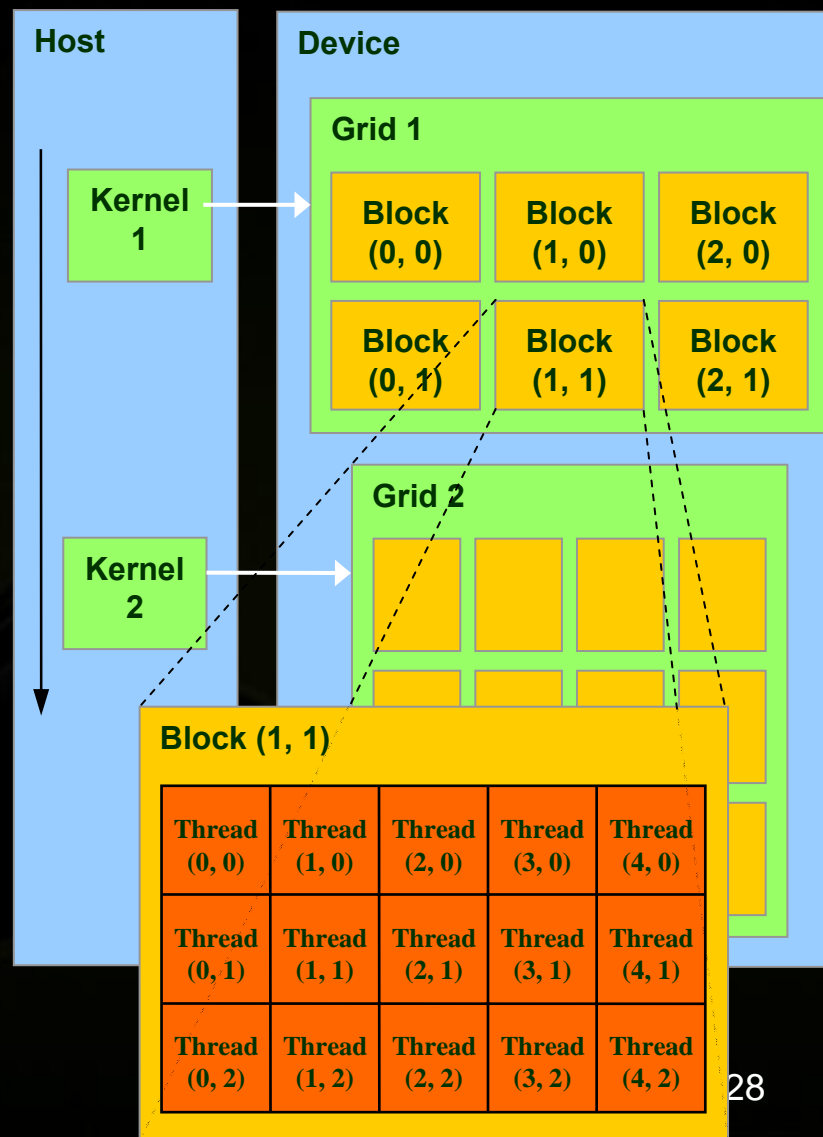 Host
Device
Grid 1
Kernel
1
Block
(0, 0)
Block
(1, 0)
Block
(2, 0)
Block
(0, 1)
Block
(1, 1)
Block
(2, 1)
Grid 2
Kernel
2
Block (1, 1)
Thread
(0, 0)
Thread
(1, 0)
Thread
(2, 0)
Thread
(3, 0)
Thread
(4, 0)
Thread
(0, 1)
Thread
(1, 1)
Thread
(2, 1)
Thread
(3, 1)
Thread
(4, 1)
Thread
(0, 2)
Thread
(1, 2)
Thread
(2, 2)
Thread
(3, 2)
Thread
(4, 2)
28